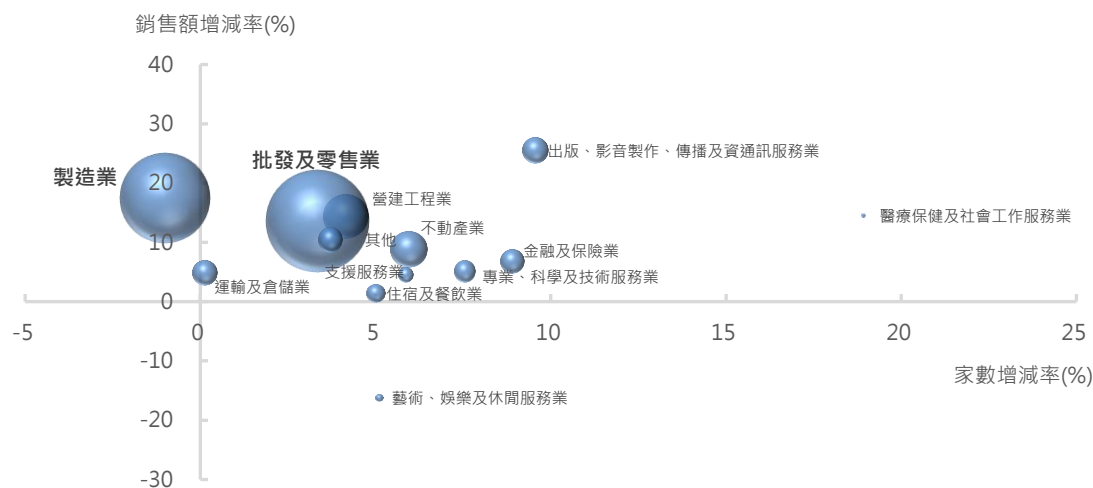 銷售額增減率(%)
40
30
20
10
0
-10
-20
-30
-5
0
5
10
15
20
25
家數增減率(%)
製造業
批發及零售業
出版、影音製作、傳播及資通訊服務業
營建工程業
醫療保健及社會工作服務業
不動產業
其他
金融及保險業
支援服務業
專業、科學及技術服務業
運輸及倉儲業
住宿及餐飲業
藝術、娛樂及休閒服務業